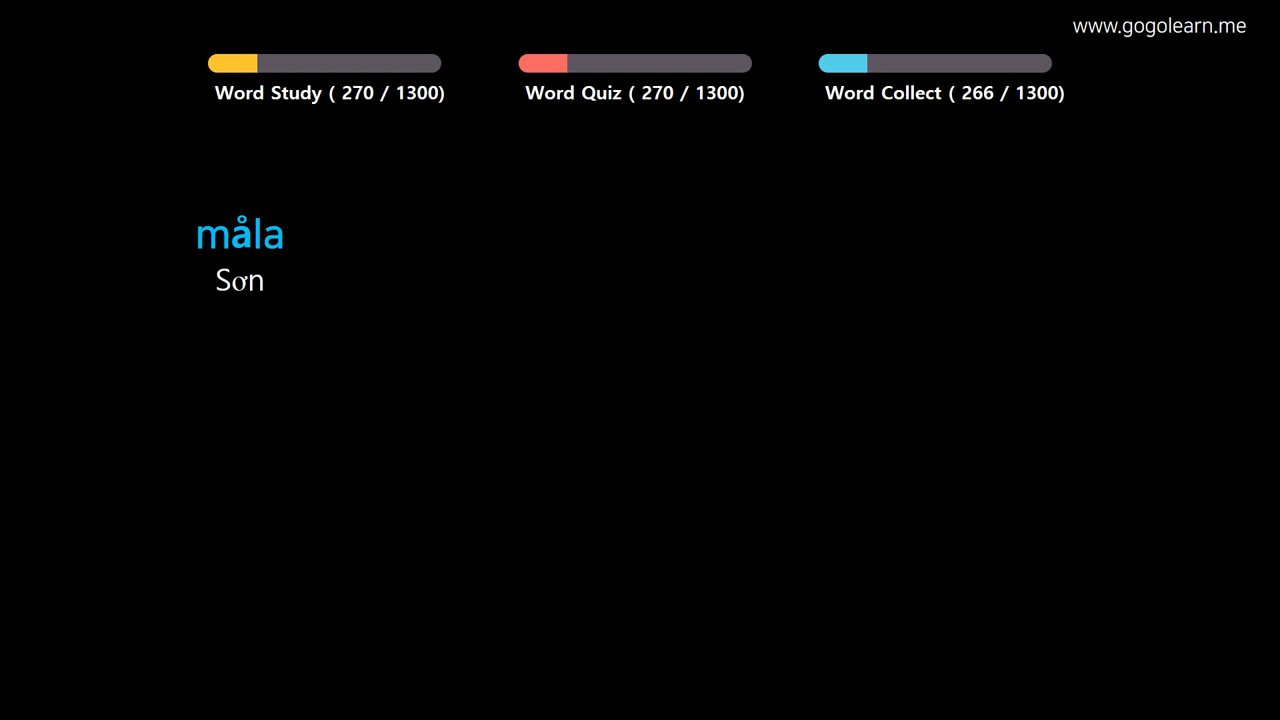 www.gogolearn.me
Word Study ( 270 / 1300)
Word Quiz ( 270 / 1300)
Word Collect ( 266 / 1300)
måla
Sơn